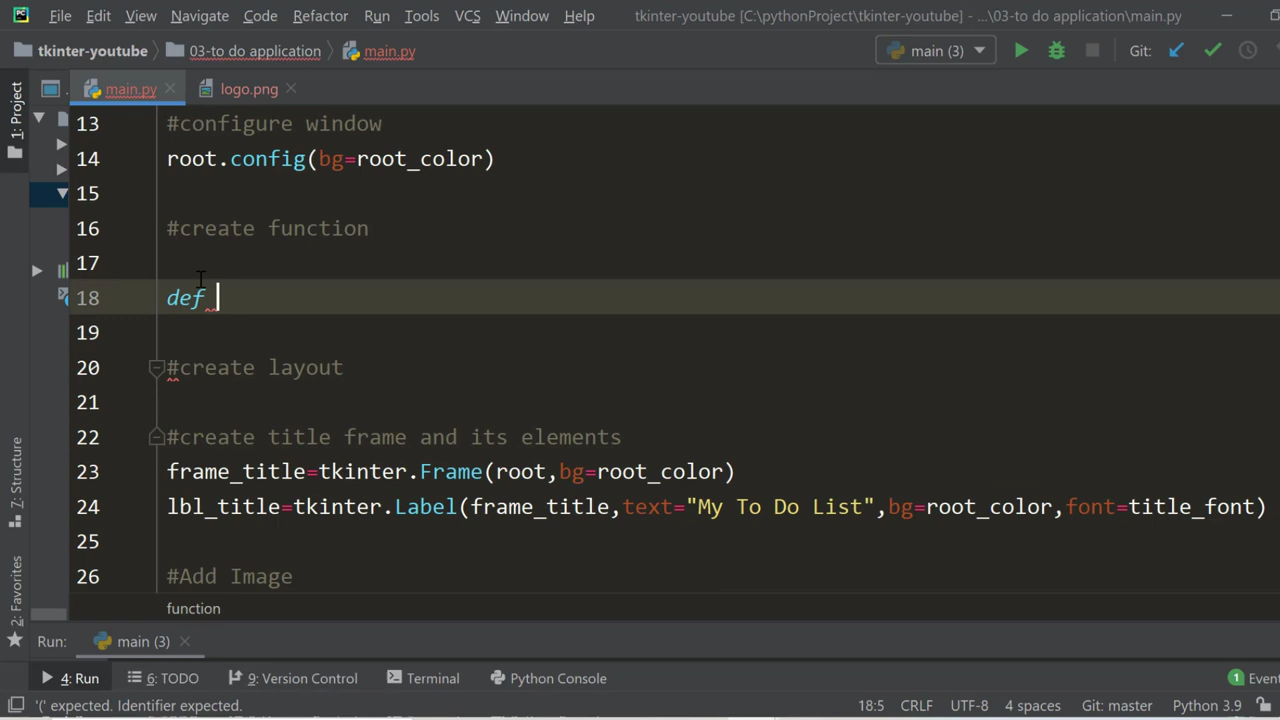 File Edit View Navigate Code Refactor Run Tools VCS Window Help tkinter-youtube [C:\pythonProject\tkinter-youtube] - ...\03-to do application\main.py
tkinter-youtube 03-to do application main.py main (3) Git:
main.py logo.png
1: Project
7: Structure
2: Favorites
13 #configure window
14 root.config(bg=root_color)
15
16 #create function
17
18 def
19
20 #create layout
21
22 #create title frame and its elements
23 frame_title=tkinter.Frame(root,bg=root_color)
24 lbl_title=tkinter.Label(frame_title,text="My To Do List",bg=root_color,font=title_font)
25
26 #Add Image
function
Run: main (3)
4: Run 6: TODO 9: Version Control Terminal Python Console 1 Even
'(' expected. Identifier expected. 18:5 CRLF UTF-8 4 spaces Git: master Python 3.9